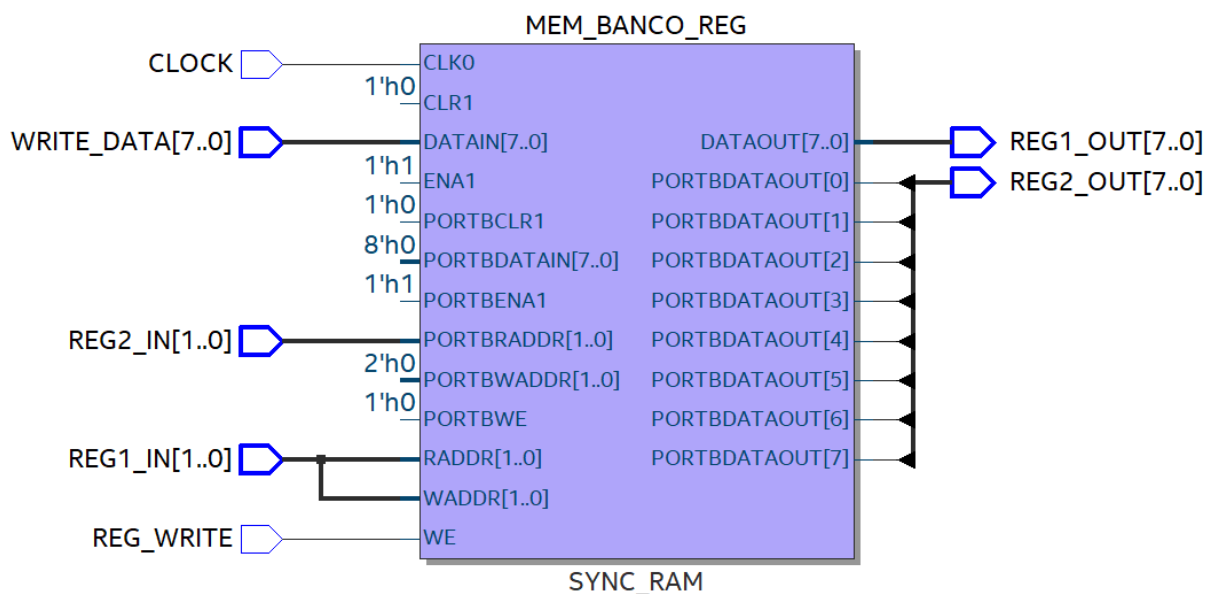 MEM_BANCO_REG
CLOCK
CLK0
1'h0
CLR1
WRITE_DATA[7..0]
DATAIN[7..0]
DATAOUT[7..0]
REG1_OUT[7..0]
1'h1
ENA1
PORTBDATAOUT[0]
REG2_OUT[7..0]
1'h0
PORTBCLR1
PORTBDATAOUT[1]
8'h0
PORTBDATAIN[7..0]
PORTBDATAOUT[2]
1'h1
PORTBENA1
PORTBDATAOUT[3]
REG2_IN[1..0]
PORTBRADDR[1..0]
PORTBDATAOUT[4]
2'h0
PORTBWADDR[1..0]
PORTBDATAOUT[5]
1'h0
PORTBWE
PORTBDATAOUT[6]
REG1_IN[1..0]
RADDR[1..0]
PORTBDATAOUT[7]
WADDR[1..0]
REG_WRITE
WE
SYNC_RAM